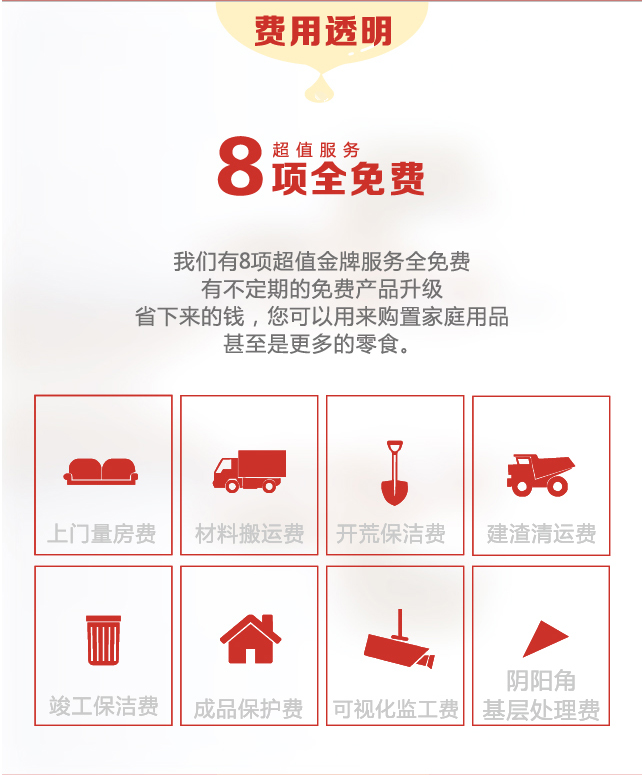 费用透明
8
超值服务
项全免费
我们有8项超值金牌服务全免费
有不定期的免费产品升级
省下来的钱，您可以用来购置家庭用品
甚至是更多的零食。
上门量房费
材料搬运费
开荒保洁费
建渣清运费
竣工保洁费
成品保护费
可视化监工费
阴阳角
基层处理费